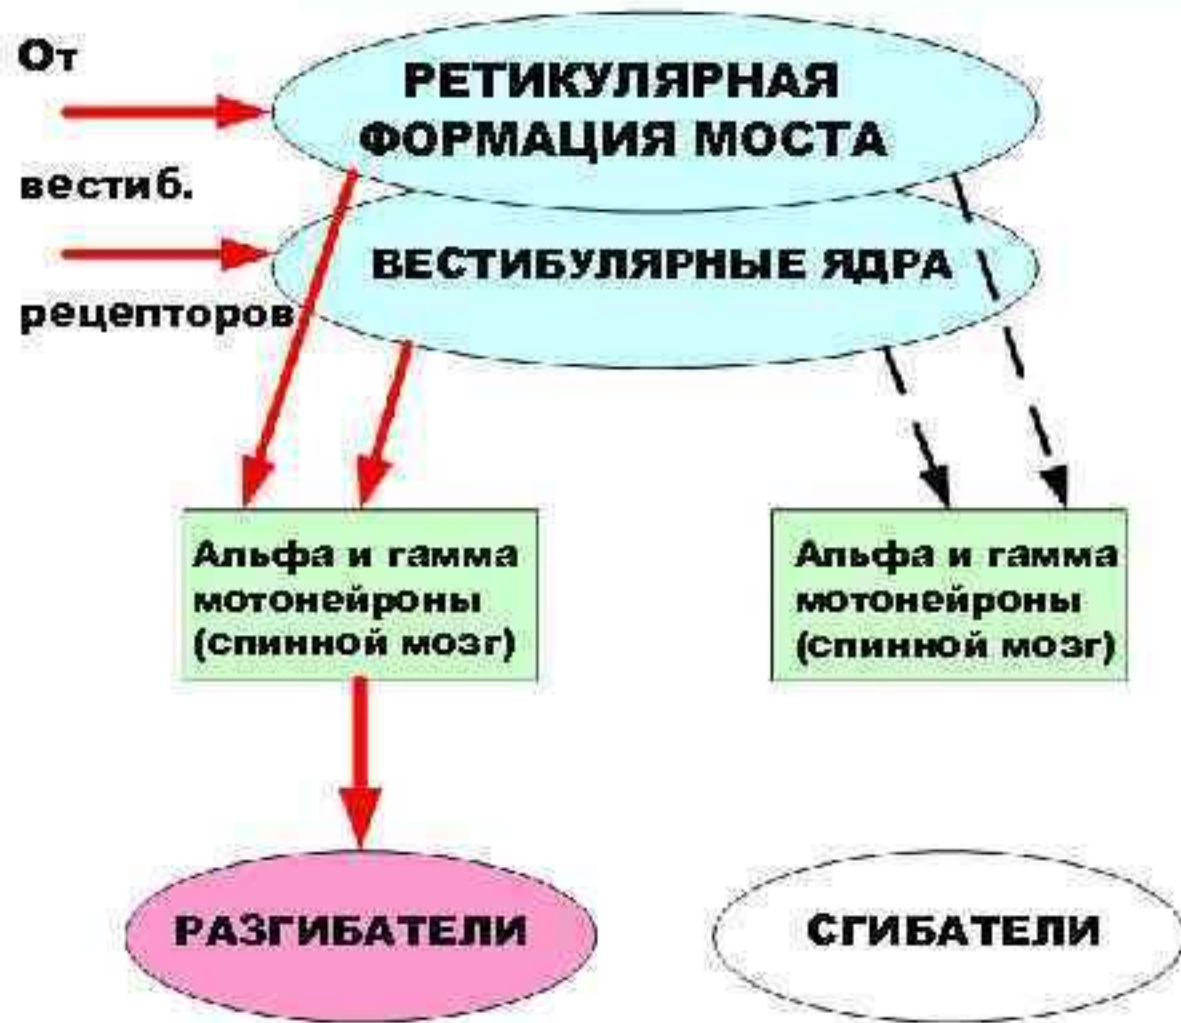 От
РЕТИКУЛЯРНАЯ
ФОРМАЦИЯ МОСТА
вестиб.
ВЕСТИБУЛЯРНЫЕ ЯДРА
рецепторов
Альфа и гамма
мотонейроны
(спинной мозг)
Альфа и гамма
мотонейроны
(спинной мозг)
РАЗГИБАТЕЛИ
СГИБАТЕЛИ